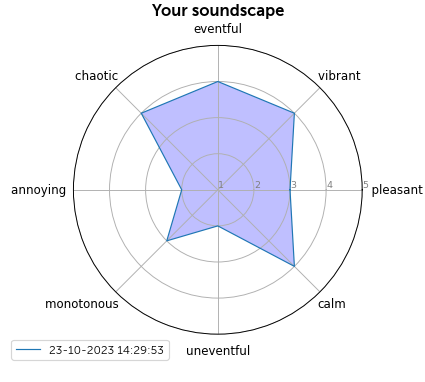 Your soundscape
eventful
chaotic
vibrant
annoying
1 2 3 4 5
pleasant
monotonous
calm
uneventful
23-10-2023 14:29:53